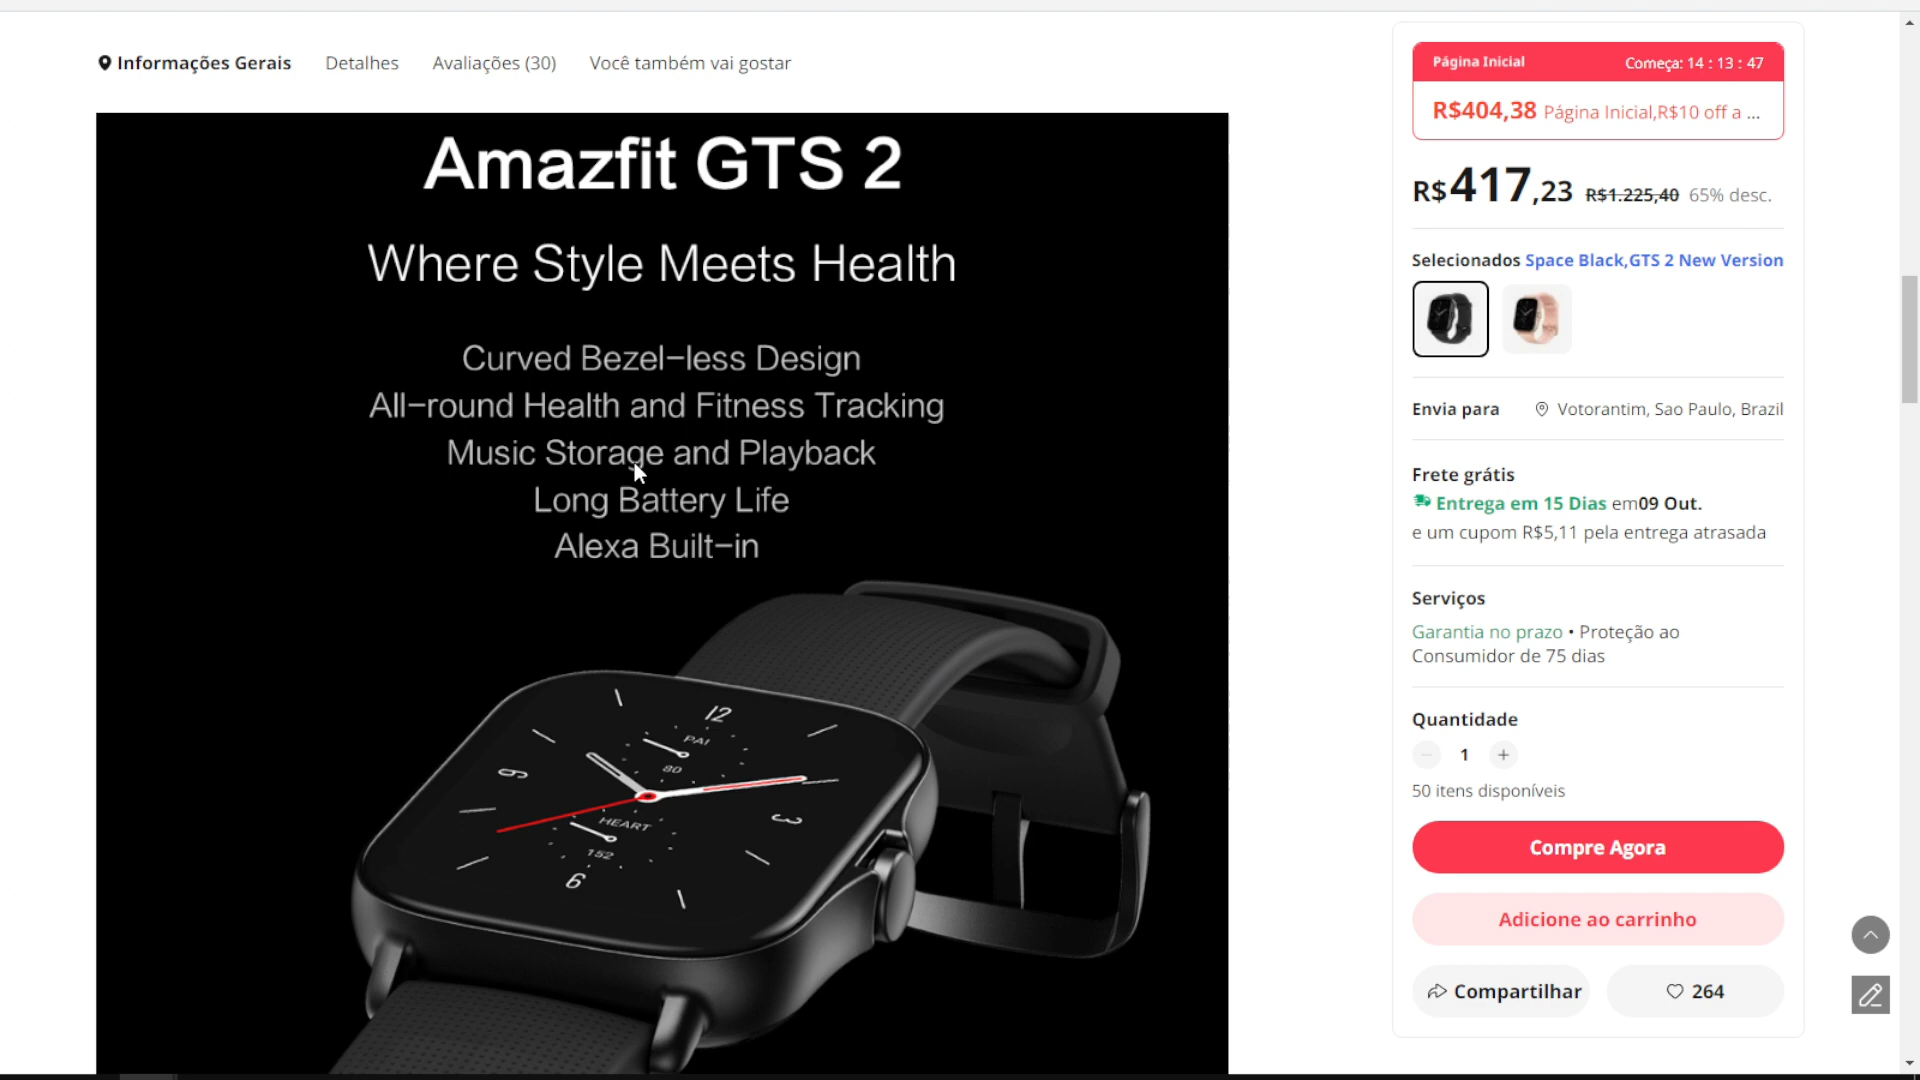 Informações Gerais
Detalhes
Avaliações (30)
Você também vai gostar
Amazfit GTS 2
Where Style Meets Health
Curved Bezel-less Design
All-round Health and Fitness Tracking
Music Storage and Playback
Long Battery Life
Alexa Built-in
12
PAI
80
9
3
HEART
152
6
Página Inicial
Começa: 14 : 13 : 47
R$404,38 Página Inicial,R$10 off a ...
R$417,23 R$1.225,40 65% desc.
Selecionados Space Black,GTS 2 New Version
Envia para
Votorantim, Sao Paulo, Brazil
Frete grátis
Entrega em 15 Dias em09 Out.
e um cupom R$5,11 pela entrega atrasada
Serviços
Garantia no prazo • Proteção ao
Consumidor de 75 dias
Quantidade
− 1 +
50 itens disponíveis
Compre Agora
Adicione ao carrinho
Compartilhar
264